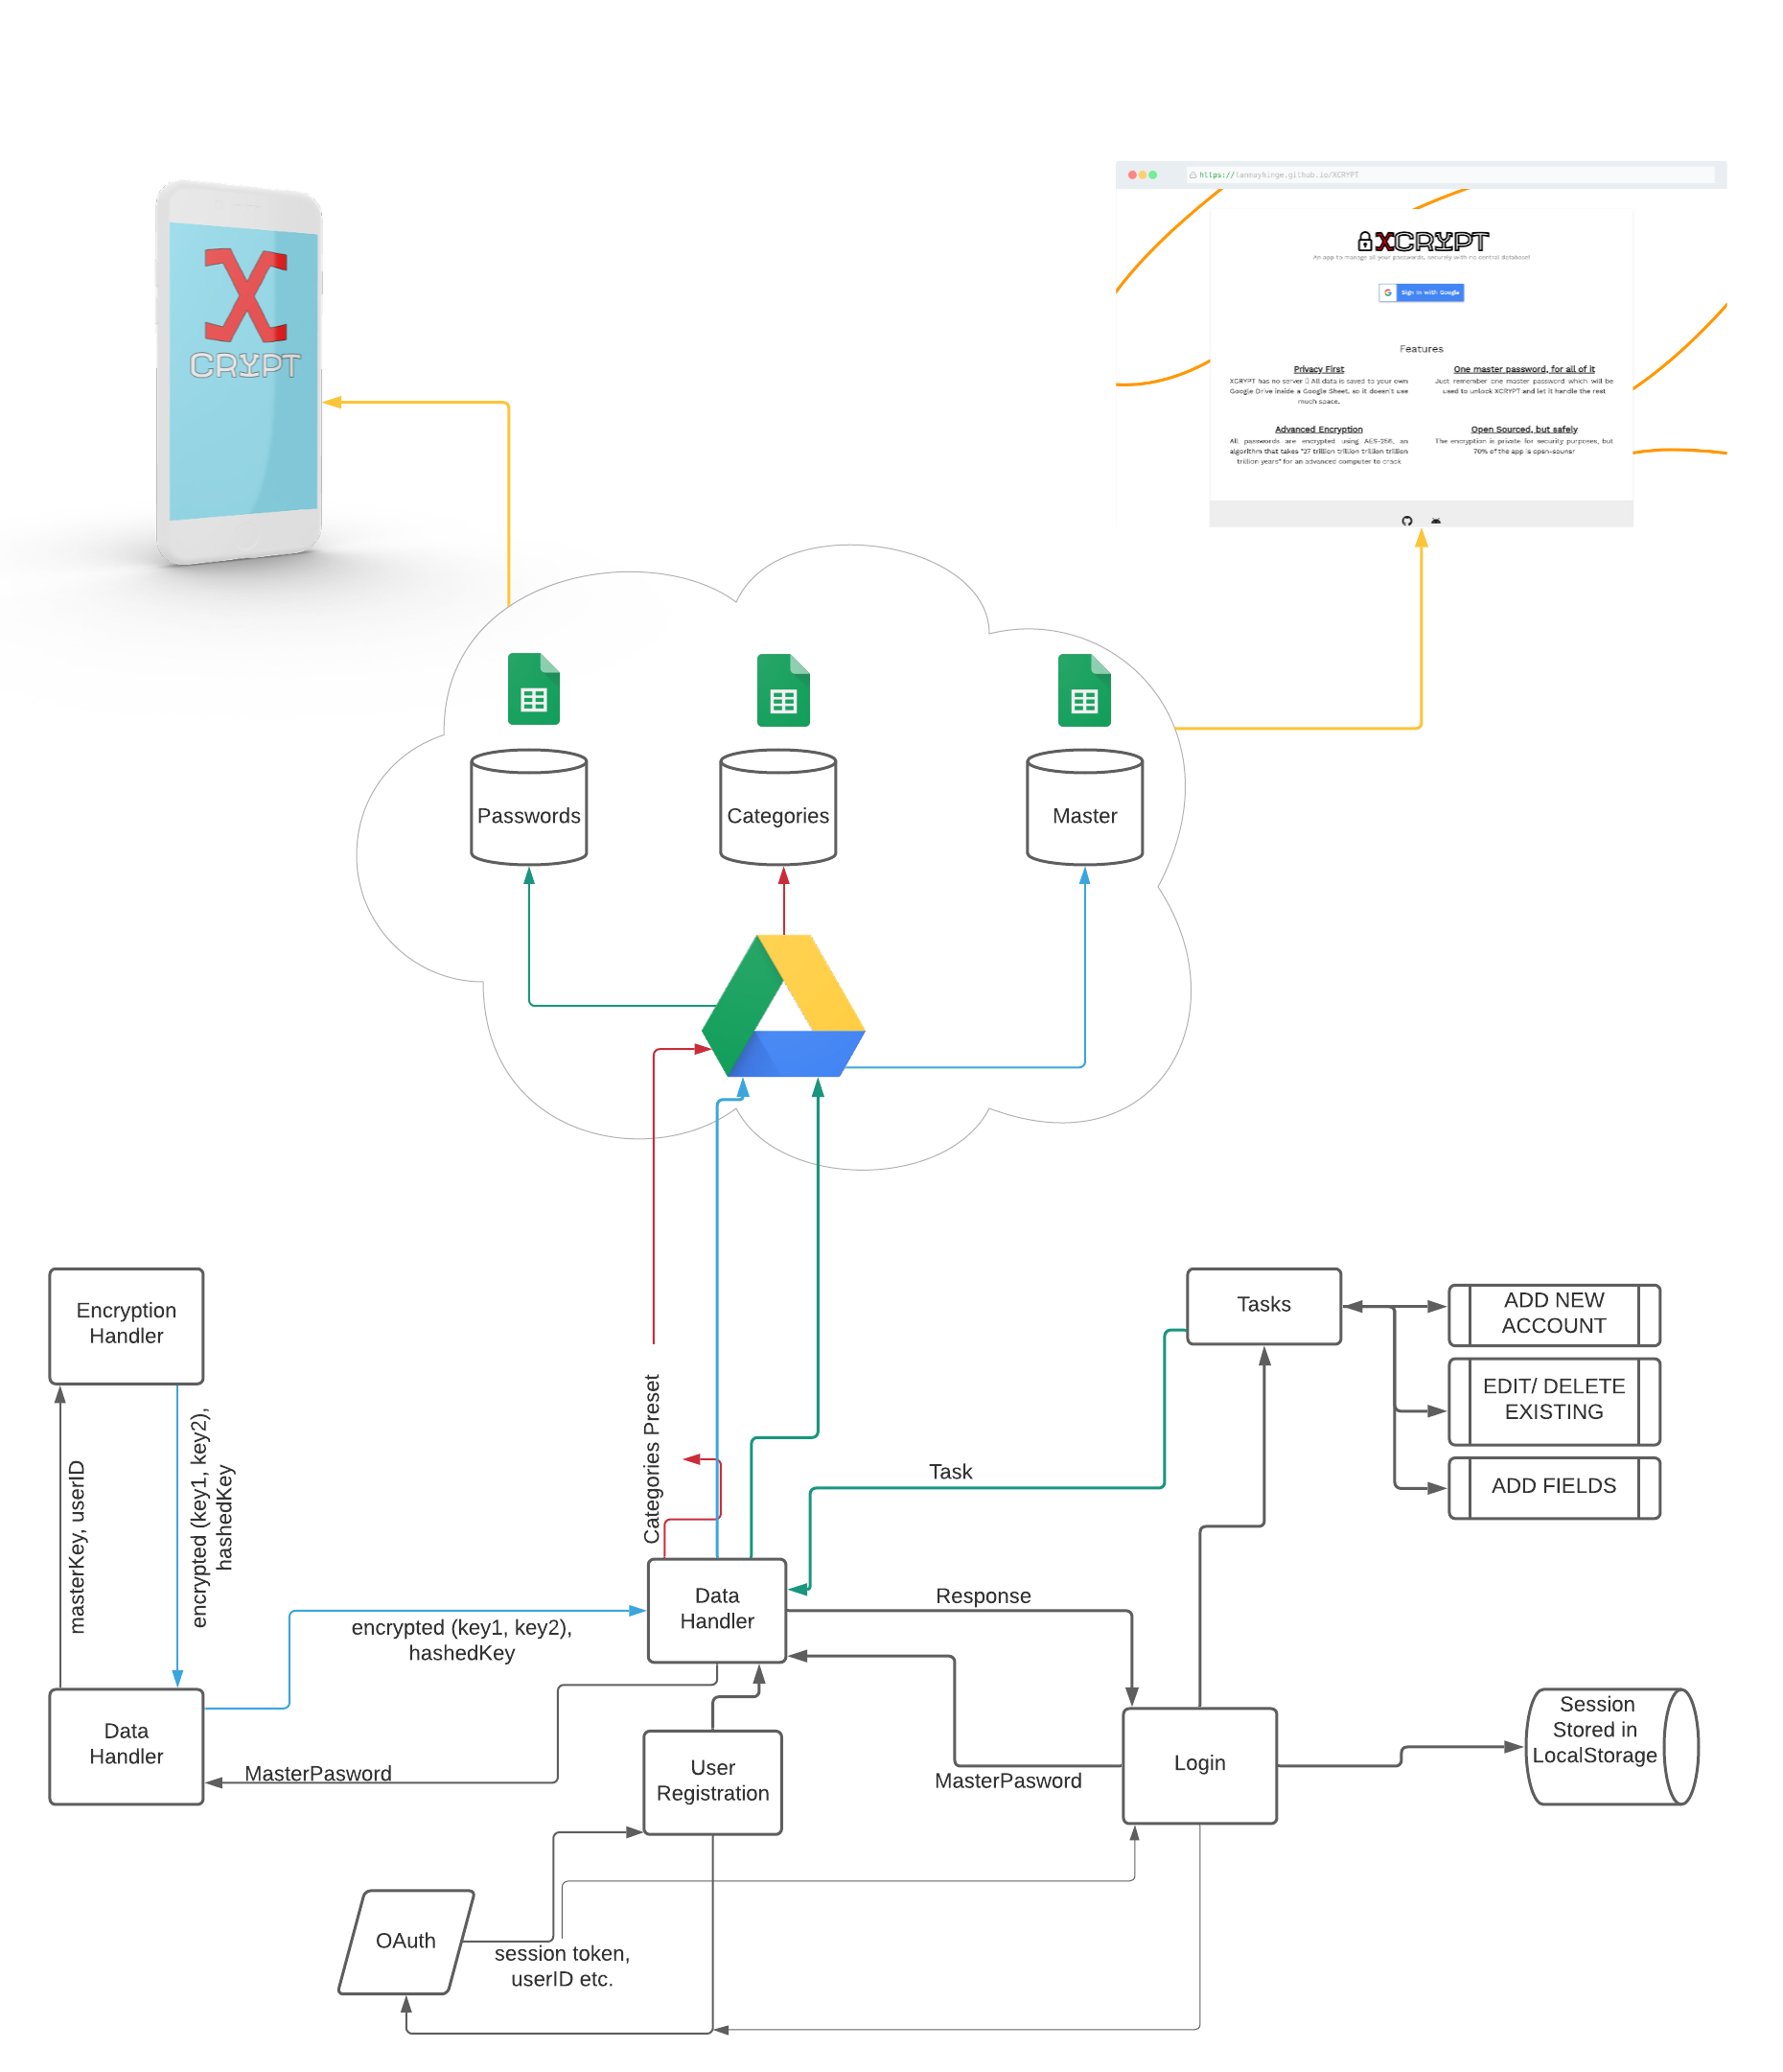 X
CRYPT
https://tanmaykinge.github.io/XCRYPT
XCRYPT
An app to manage all your passwords, securely with no central database!
Sign in with Google
Features
Privacy First
XCRYPT has no server  All data is saved to your own
Google Drive inside a Google Sheet, so it doesn't use
much space.
One master password, for all of it
Just remember one master password which will be
used to unlock XCRYPT and let it handle the rest
Advanced Encryption
All passwords are encrypted using AES-256, an
algorithm that takes "27 trillion trillion trillion trillion
trillion years" for an advanced computer to crack
Open Sourced, but safely
The encryption is private for security purposes, but
70% of the app is
Passwords
Categories
Master
Encryption
Handler
masterKey, userID
encrypted (key1, key2),
hashedKey
Categories Preset
Tasks
ADD NEW
ACCOUNT
EDIT/ DELETE
EXISTING
ADD FIELDS
Task
Data
Handler
Response
encrypted (key1, key2),
hashedKey
Data
Handler
MasterPasword
User
Registration
MasterPasword
Login
Session
Stored in
LocalStorage
OAuth
session token,
userID etc.